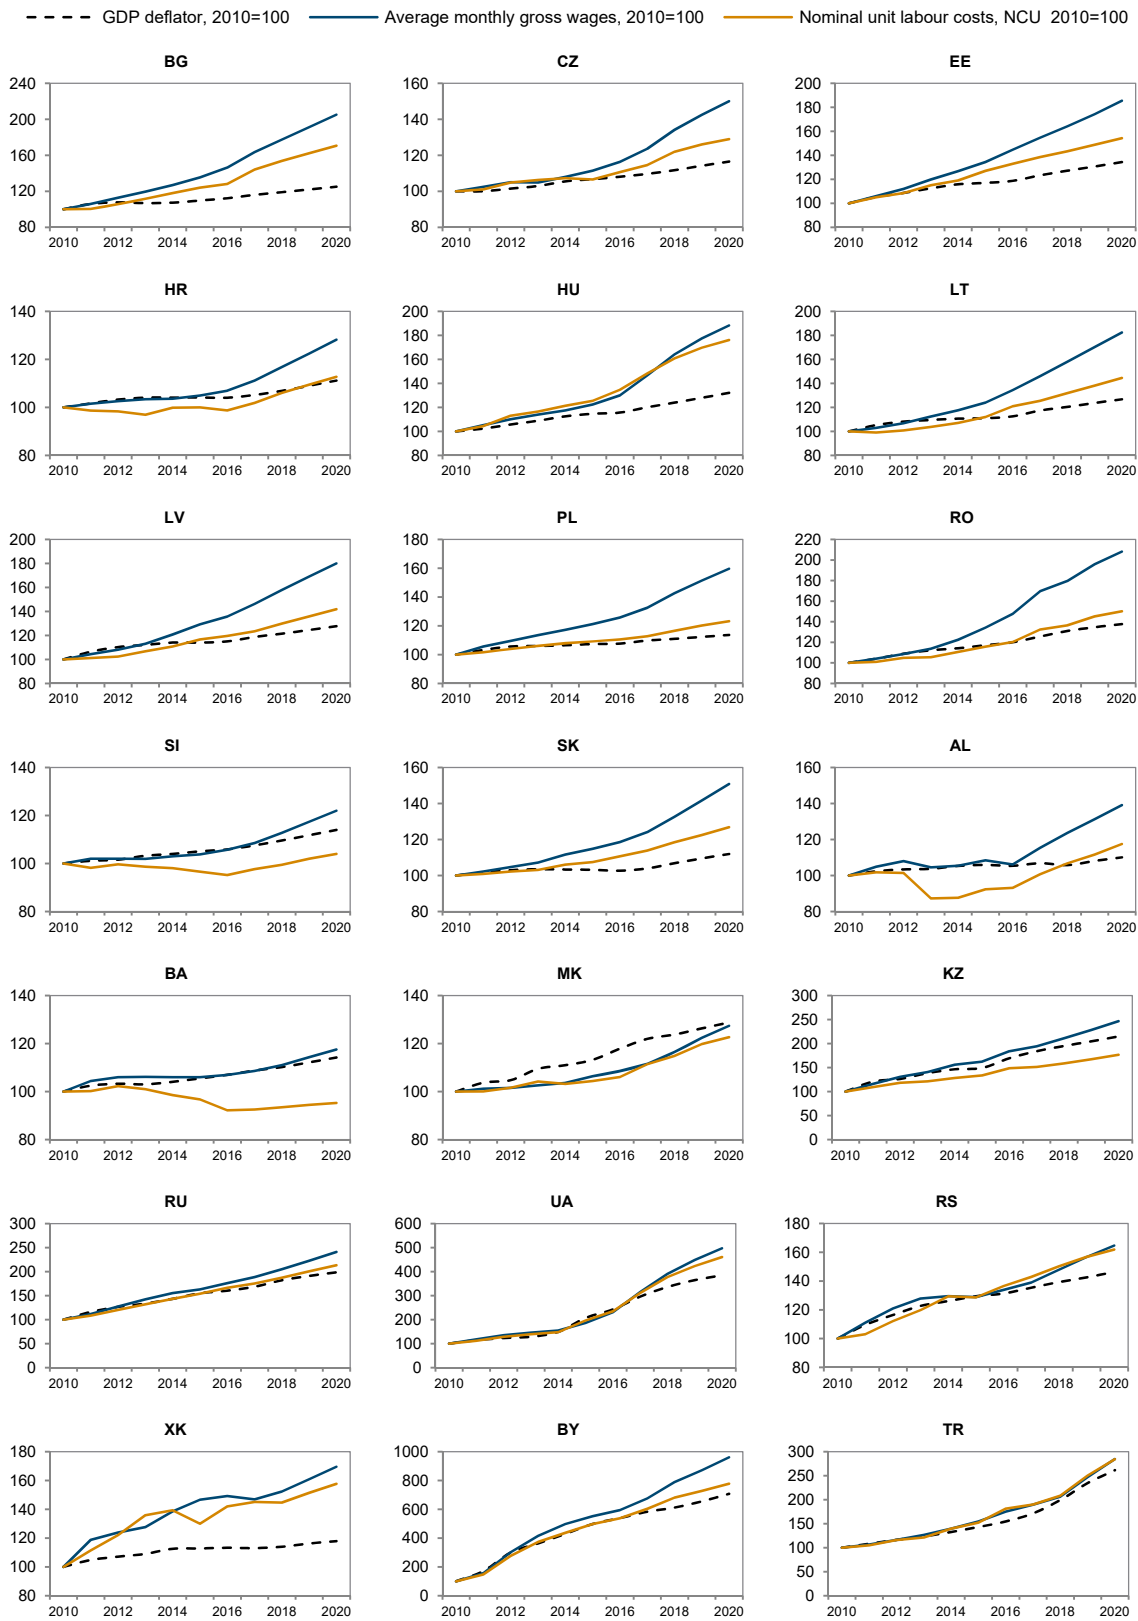 GDP deflator, 2010=100 Average monthly gross wages, 2010=100 Nominal unit labour costs, NCU 2010=100
BG CZ EE
240 160 200
200 140 180
160 120 160
120 100 140
80 80 120
100
80
2010 2012 2014 2016 2018 2020 2010 2012 2014 2016 2018 2020 2010 2012 2014 2016 2018 2020
HR HU LT
140 200 200
120 180 180
100 160 160
80 140 140
120 120
100 100
80 80
2010 2012 2014 2016 2018 2020 2010 2012 2014 2016 2018 2020 2010 2012 2014 2016 2018 2020
LV PL RO
200 180 220
180 160 200
160 140 180
140 120 160
120 100 140
100 80 120
80 100
80
2010 2012 2014 2016 2018 2020 2010 2012 2014 2016 2018 2020 2010 2012 2014 2016 2018 2020
SI SK AL
140 160 160
120 140 140
100 120 120
80 100 100
80 80
2010 2012 2014 2016 2018 2020 2010 2012 2014 2016 2018 2020 2010 2012 2014 2016 2018 2020
BA MK KZ
140 140 300
120 120 250
100 100 200
80 80 150
100
50
0
2010 2012 2014 2016 2018 2020 2010 2012 2014 2016 2018 2020 2010 2012 2014 2016 2018 2020
RU UA RS
300 600 180
250 500 160
200 400 140
150 300 120
100 200 100
50 100 80
0 0
2010 2012 2014 2016 2018 2020 2010 2012 2014 2016 2018 2020 2010 2012 2014 2016 2018 2020
XK BY TR
180 1000 300
160 800 250
140 600 200
120 400 150
100 200 100
80 0 50
0
2010 2012 2014 2016 2018 2020 2010 2012 2014 2016 2018 2020 2010 2012 2014 2016 2018 2020